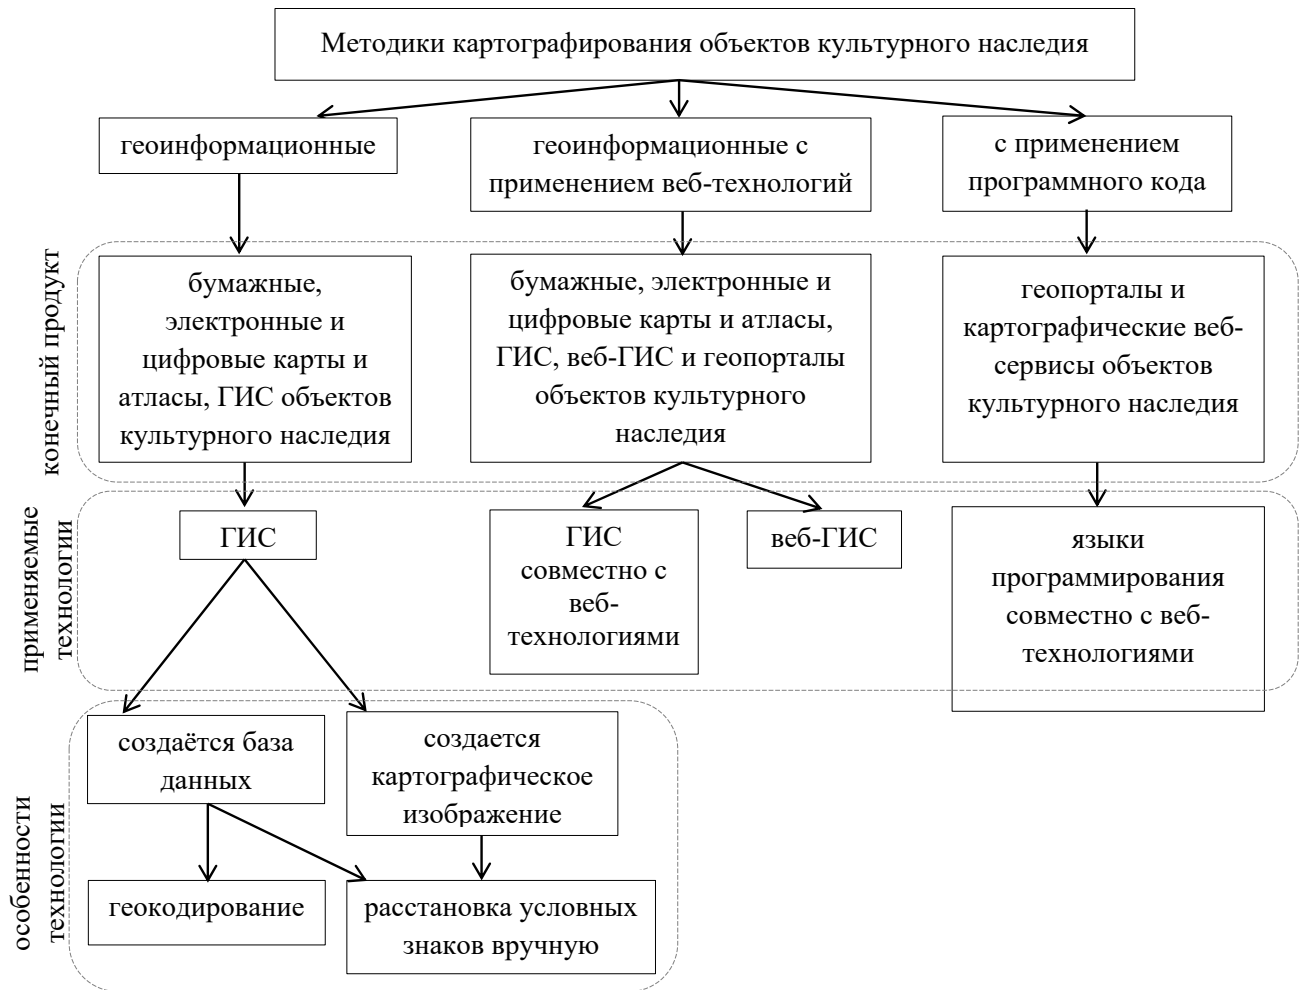 Методики картографирования объектов культурного наследия
геоинформационные
геоинформационные с
применением веб-технологий
с применением
программного кода
конечный продукт
бумажные,
электронные и
цифровые карты и
атласы, ГИС объектов
культурного наследия
бумажные, электронные и
цифровые карты и атласы,
ГИС, веб-ГИС и геопорталы
объектов культурного
наследия
геопорталы и
картографические веб-
сервисы объектов
культурного наследия
применяемые
технологии
ГИС
ГИС
совместно с
веб-
технологиями
веб-ГИС
языки
программирования
совместно с веб-
технологиями
особенности
технологии
создаётся база
данных
создается
картографическое
изображение
геокодирование
расстановка условных
знаков вручную